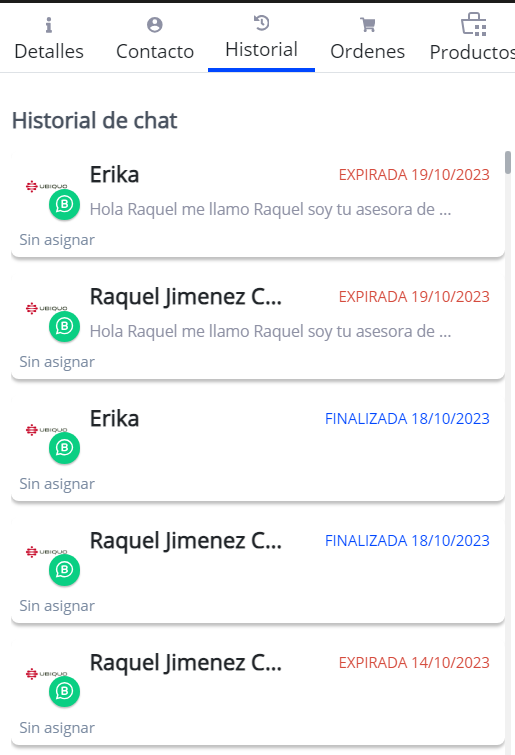 Detalles
Contacto
Historial
Ordenes
Productos
Historial de chat
UBIQUO
Erika
EXPIRADA 19/10/2023
Hola Raquel me llamo Raquel soy tu asesora de ...
Sin asignar
UBIQUO
Raquel Jimenez C...
EXPIRADA 19/10/2023
Hola Raquel me llamo Raquel soy tu asesora de ...
Sin asignar
UBIQUO
Erika
FINALIZADA 18/10/2023
Sin asignar
UBIQUO
Raquel Jimenez C...
FINALIZADA 18/10/2023
Sin asignar
UBIQUO
Raquel Jimenez C...
EXPIRADA 14/10/2023
Sin asignar